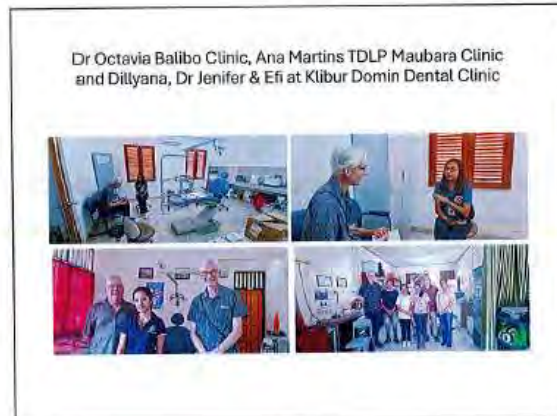 Dr Octavia Balibo Clinic, Ana Martins TDLP Maubara Clinic
and Dillyana, Dr Jenifer & Efi at Klibur Domin Dental Clinic